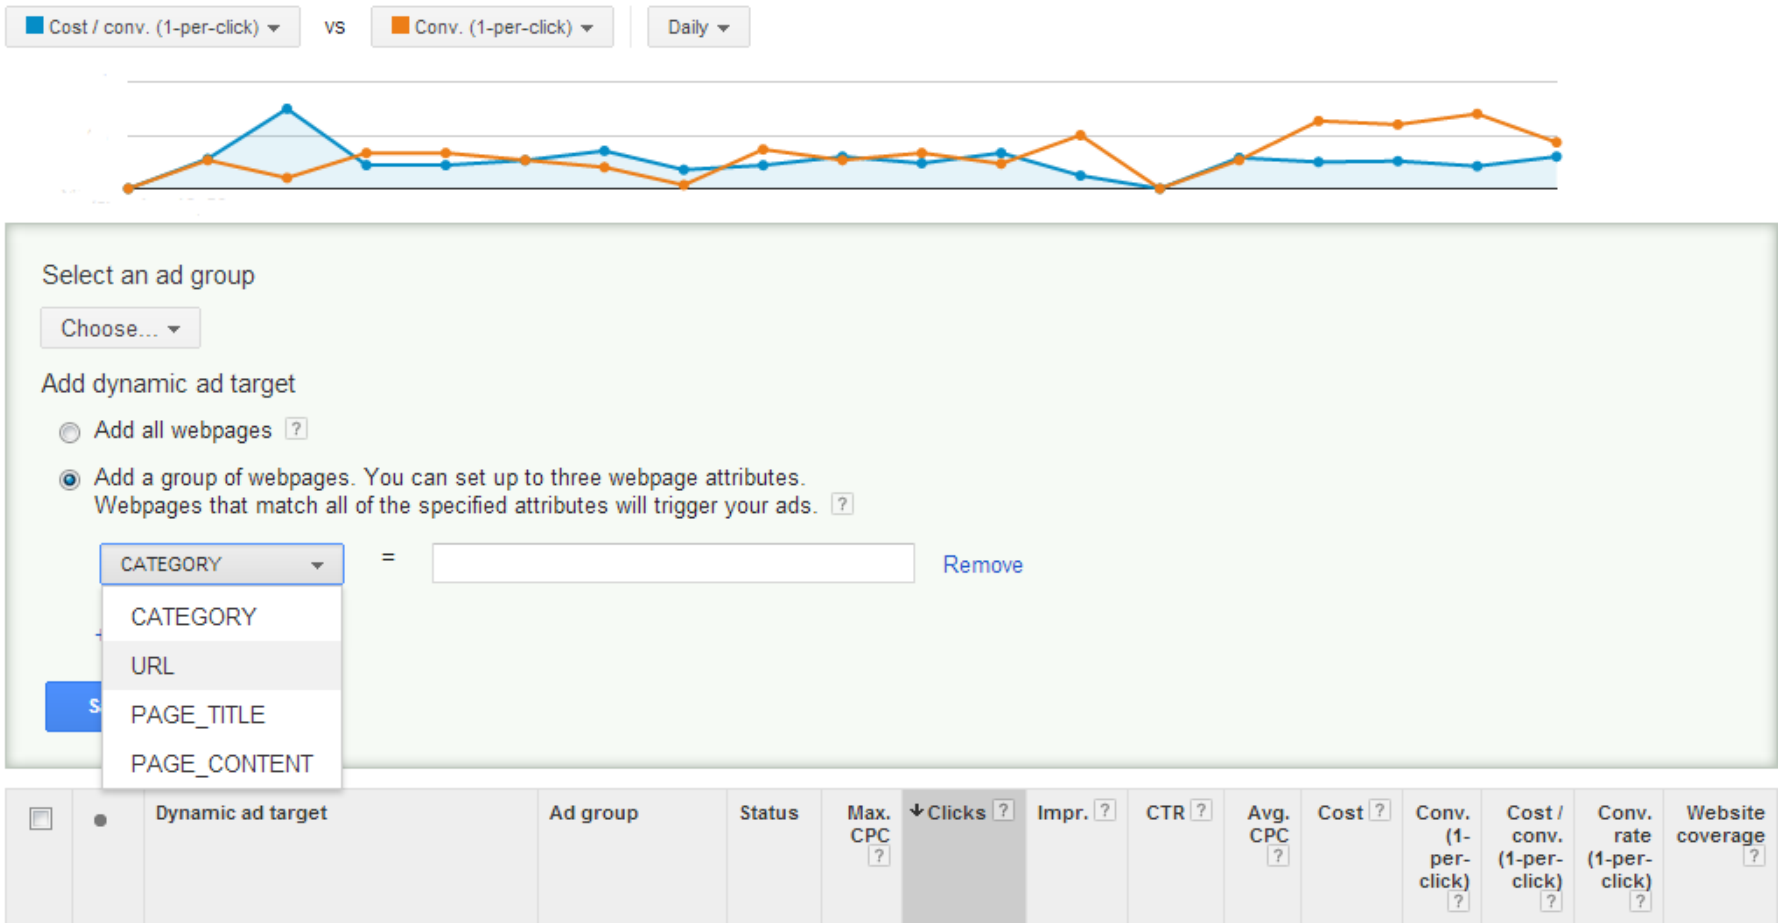 Cost / conv. (1-per-click) vs Conv. (1-per-click) Daily
Select an ad group
Choose...
Add dynamic ad target
Add all webpages ?
Add a group of webpages. You can set up to three webpage attributes.
Webpages that match all of the specified attributes will trigger your ads. ?
CATEGORY = Remove
CATEGORY
+
URL
PAGE_TITLE
PAGE_CONTENT
Dynamic ad target
Ad group
Status
Max.
CPC
?
Clicks ?
Impr. ?
CTR ?
Avg.
CPC
?
Cost ?
Conv.
(1-
per-
click)
?
Cost /
conv.
(1-per-
click)
?
Conv.
rate
(1-per-
click)
?
Website
coverage
?